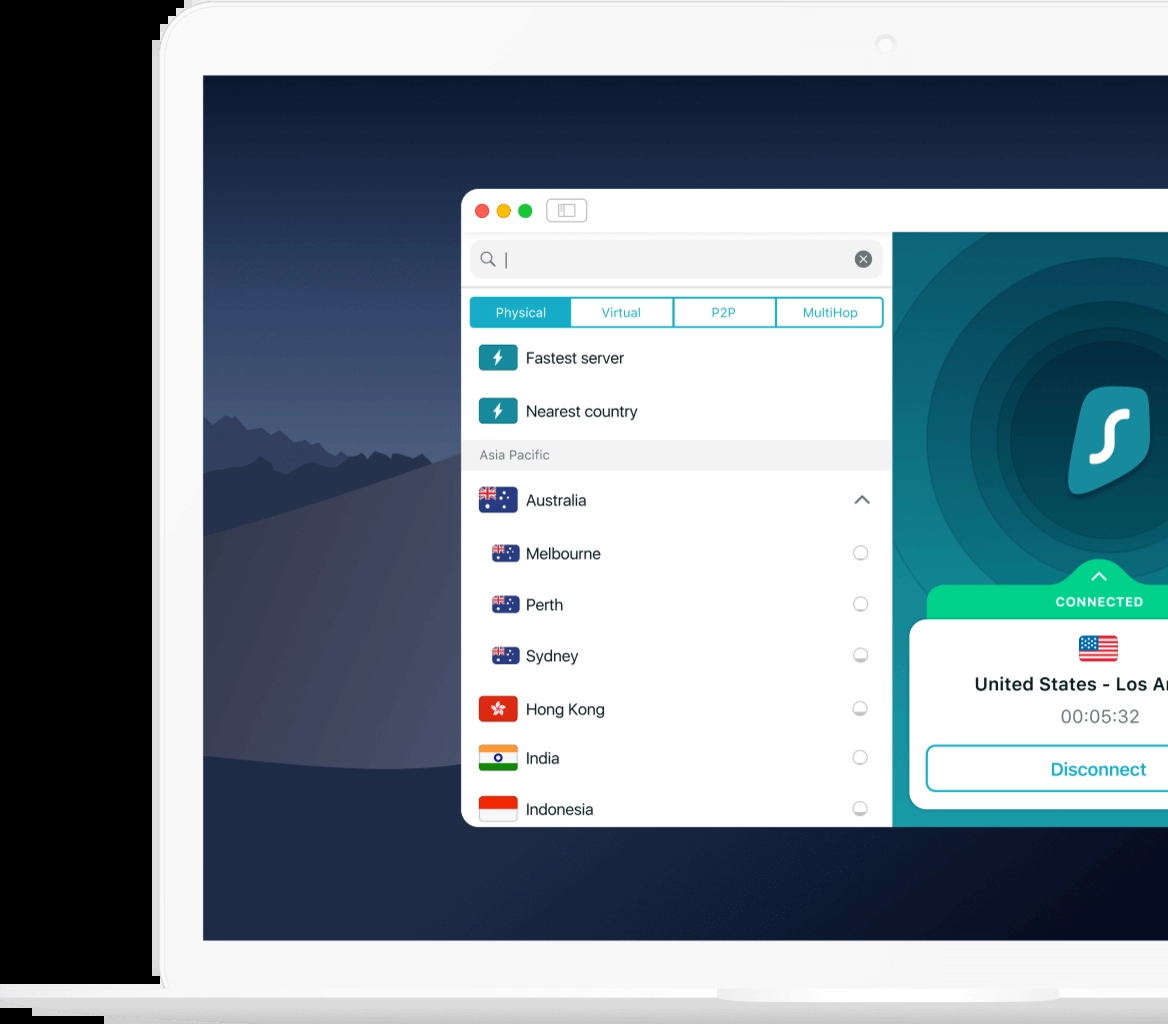 Physical
Virtual
P2P
MultiHop
Fastest server
Nearest country
Asia Pacific
Australia
Melbourne
Perth
Sydney
Hong Kong
India
Indonesia
CONNECTED
United States - Los
00:05:32
Disconnect